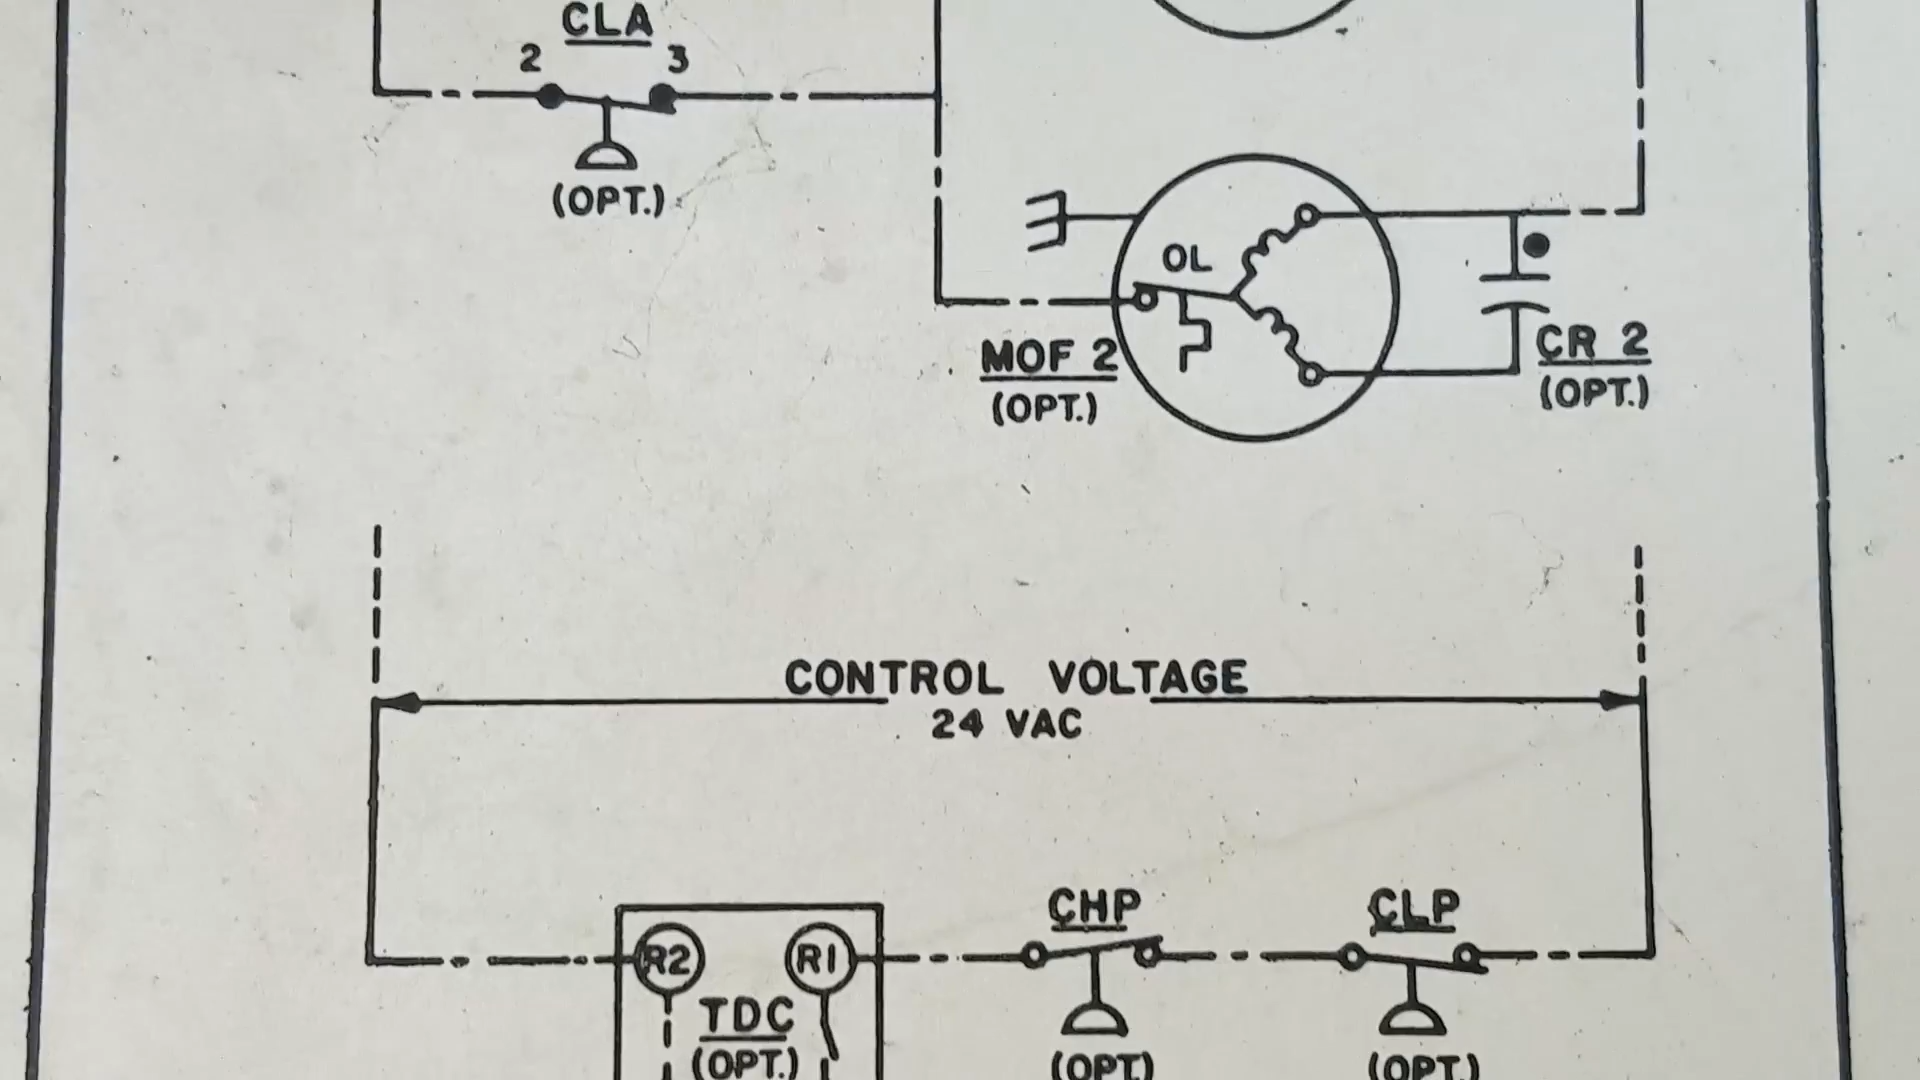 CLA
2 3
(OPT.)
OL
MOF 2
(OPT.)
CR 2
(OPT.)
CONTROL VOLTAGE
24 VAC
CHP
CLP
R2 R1
TDC
(OPT.)
(OPT.)
(OPT.)